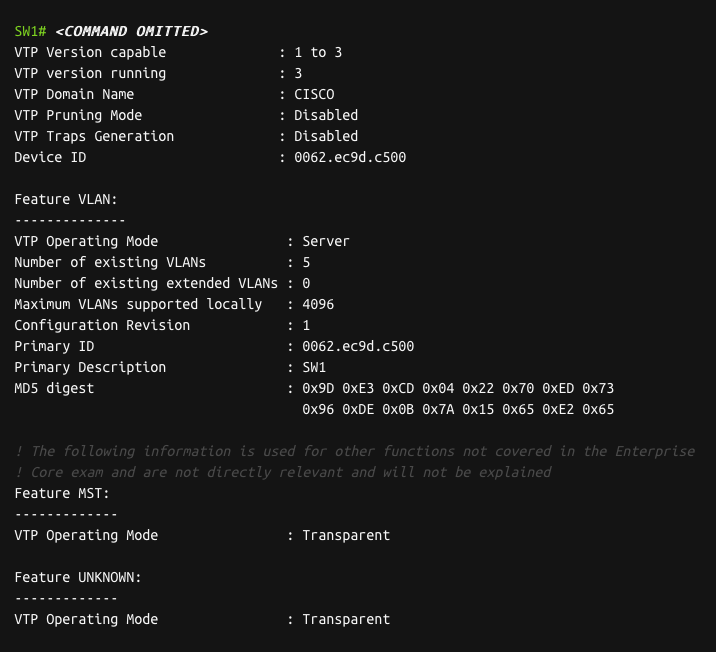 SW1# <COMMAND OMITTED>
VTP Version capable : 1 to 3
VTP version running : 3
VTP Domain Name : CISCO
VTP Pruning Mode : Disabled
VTP Traps Generation : Disabled
Device ID : 0062.ec9d.c500
Feature VLAN:
--------------
VTP Operating Mode : Server
Number of existing VLANs : 5
Number of existing extended VLANs : 0
Maximum VLANs supported locally : 4096
Configuration Revision : 1
Primary ID : 0062.ec9d.c500
Primary Description : SW1
MD5 digest : 0x9D 0xE3 0xCD 0x04 0x22 0x70 0xED 0x73
0x96 0xDE 0x0B 0x7A 0x15 0x65 0xE2 0x65
! The following information is used for other functions not covered in the Enterprise
! Core exam and are not directly relevant and will not be explained
Feature MST:
-------------
VTP Operating Mode : Transparent
Feature UNKNOWN:
-------------
VTP Operating Mode : Transparent